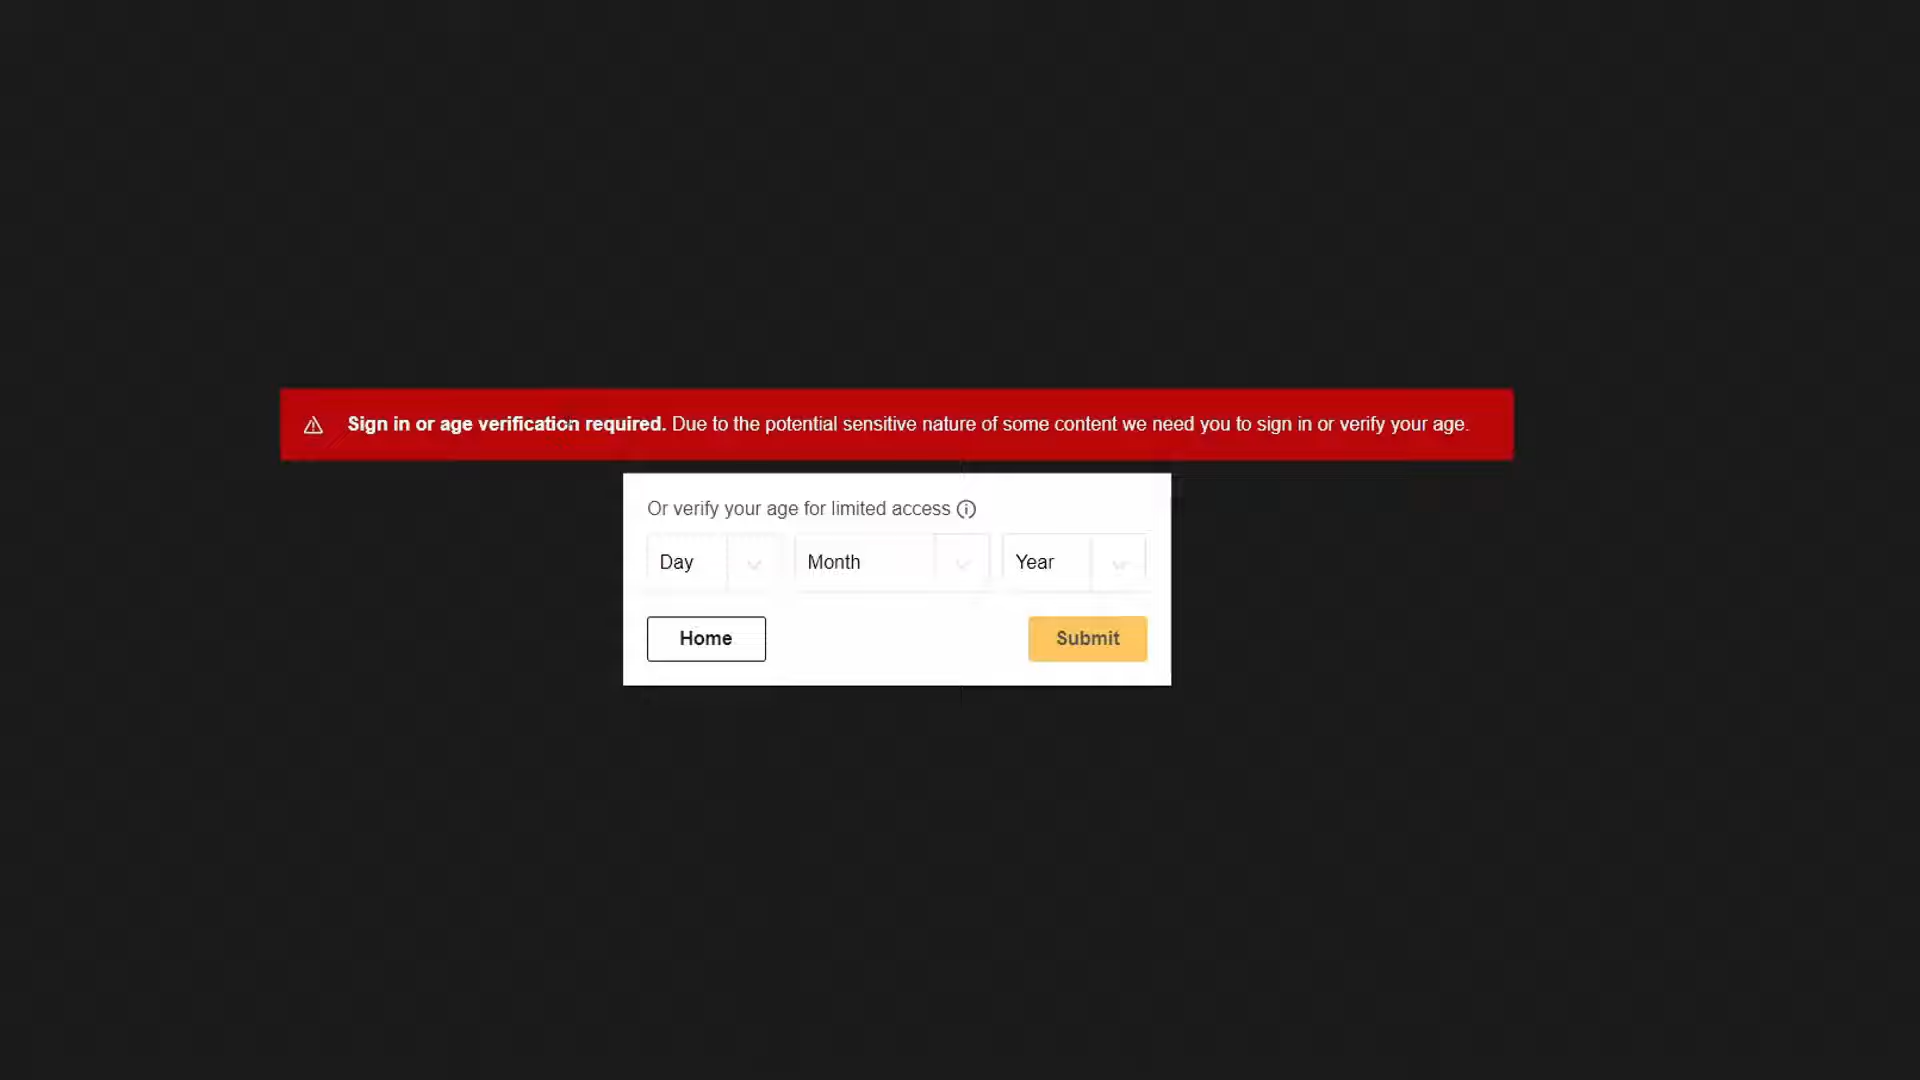 Sign in or age verification required. Due to the potential sensitive nature of some content we need you to sign in or verify your age.
Or verify your age for limited access
Day Month Year
Home Submit